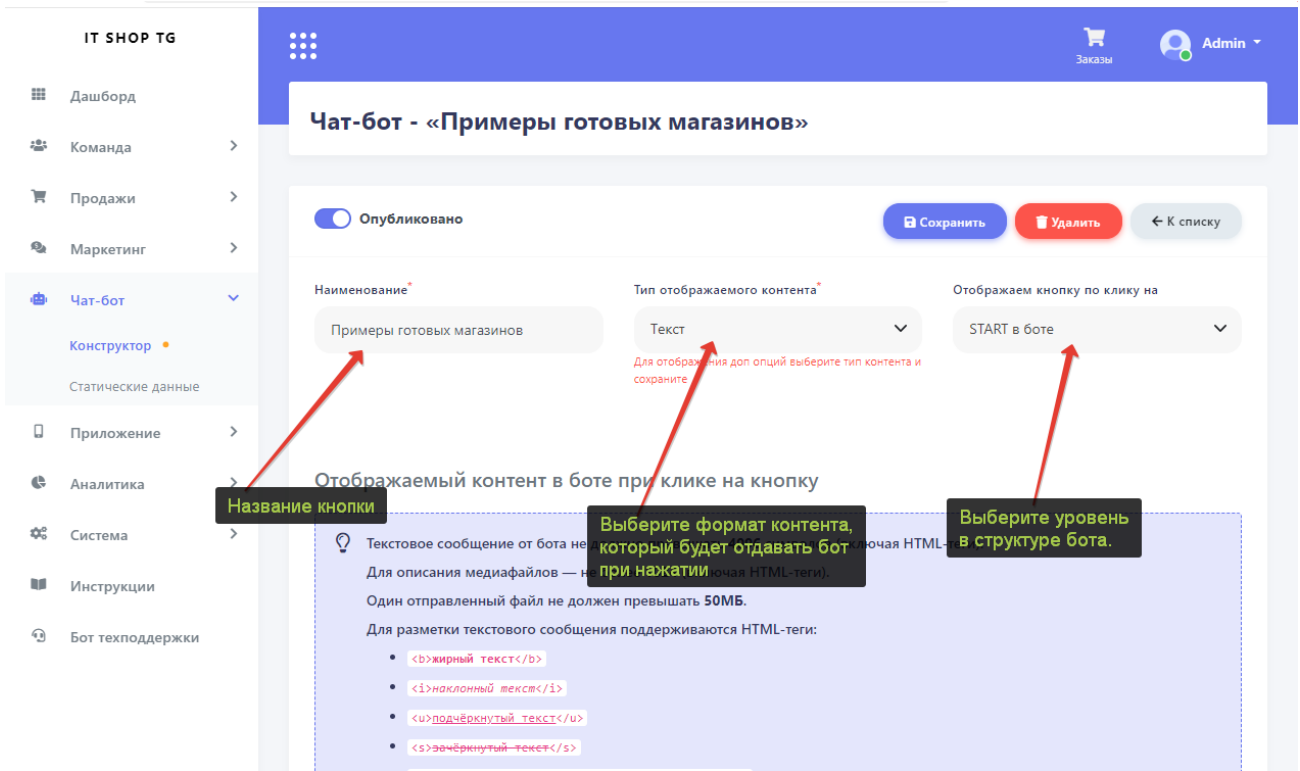 IT SHOP TG
Заказы
Admin
Дашборд
Команда
Продажи
Маркетинг
Чат-бот
Конструктор
Статические данные
Приложение
Аналитика
Система
Инструкции
Бот техподдержки
Чат-бот - «Примеры готовых магазинов»
Опубликовано
Сохранить
Удалить
← К списку
Наименование*
Тип отображаемого контента*
Отображаем кнопку по клику на
Примеры готовых магазинов
Текст
START в боте
Для отображения доп опций выберите тип контента и
сохраните
Отображаемый контент в боте при клике на кнопку
Название кнопки
Выберите формат контента,
который будет отдавать бот
при нажатии
Выберите уровень
в структуре бота.
Текстовое сообщение от бота не
Для описания медиафайлов — не
Один отправленный файл не должен превышать 50МБ.
Для разметки текстового сообщения поддерживаются HTML-теги:
<b>жирный текст</b>
<i>наклонный текст</i>
<u>подчёркнутый текст</u>
<s>зачёркнутый текст</s>